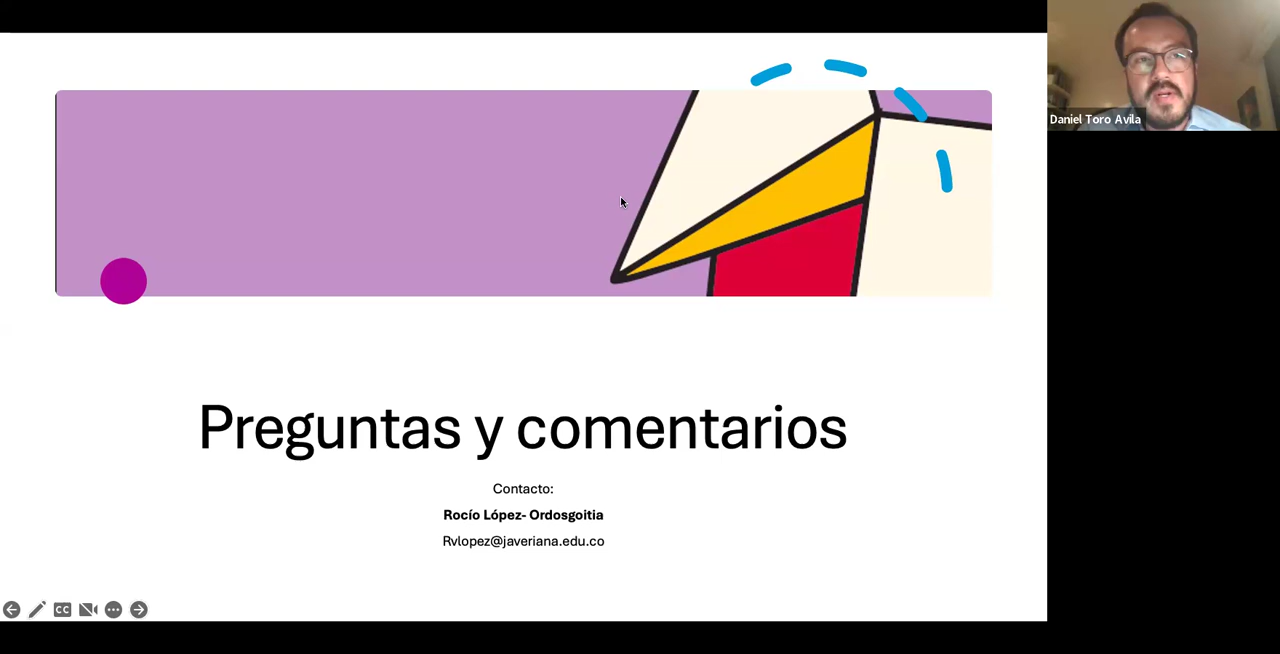 Daniel Toro Avila
Preguntas y comentarios
Contacto:
Rocío López- Ordosgoitia
Rvlopez@javeriana.edu.co
CC